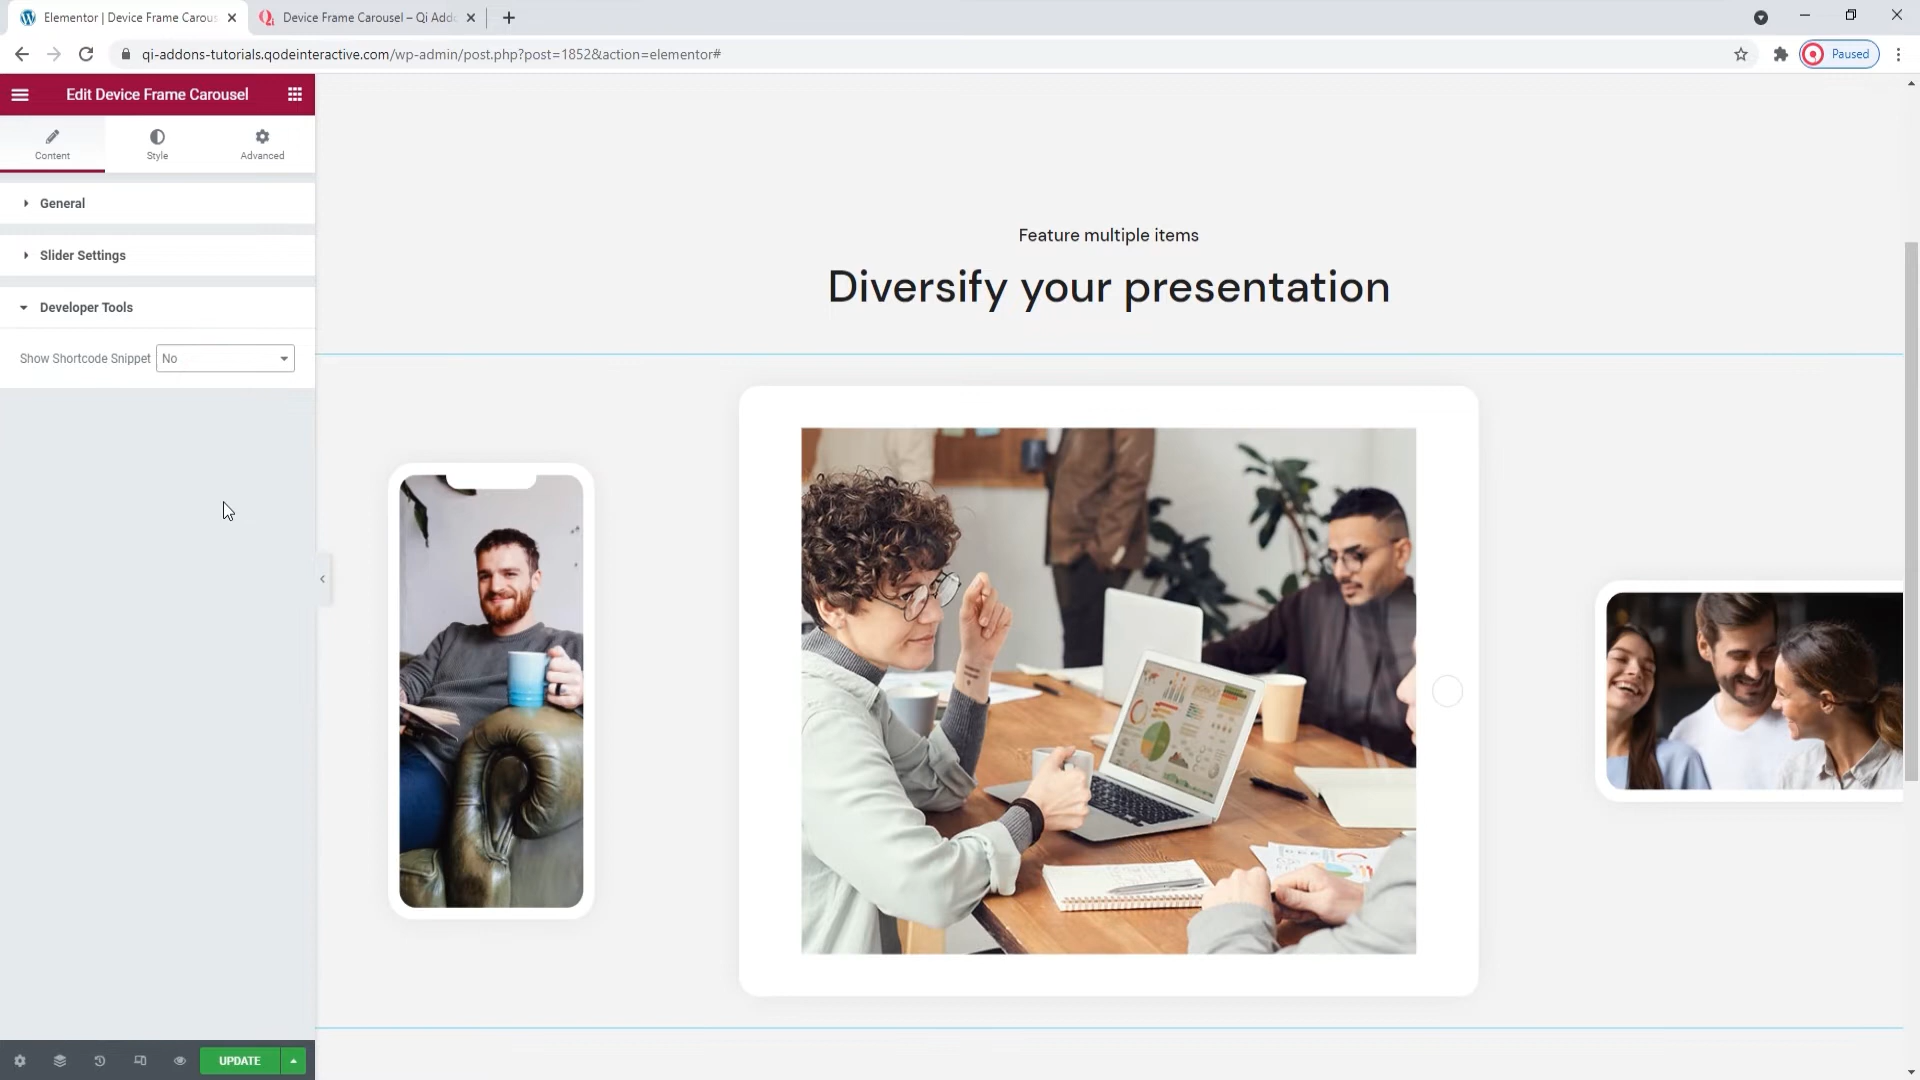 Elementor | Device Frame Carous
Device Frame Carousel – Qi Addo
qi-addons-tutorials.qodeinteractive.com/wp-admin/post.php?post=1852&action=elementor#
Paused
Edit Device Frame Carousel
Content
Style
Advanced
General
Slider Settings
Developer Tools
Show Shortcode Snippet
No
UPDATE
Feature multiple items
Diversify your presentation